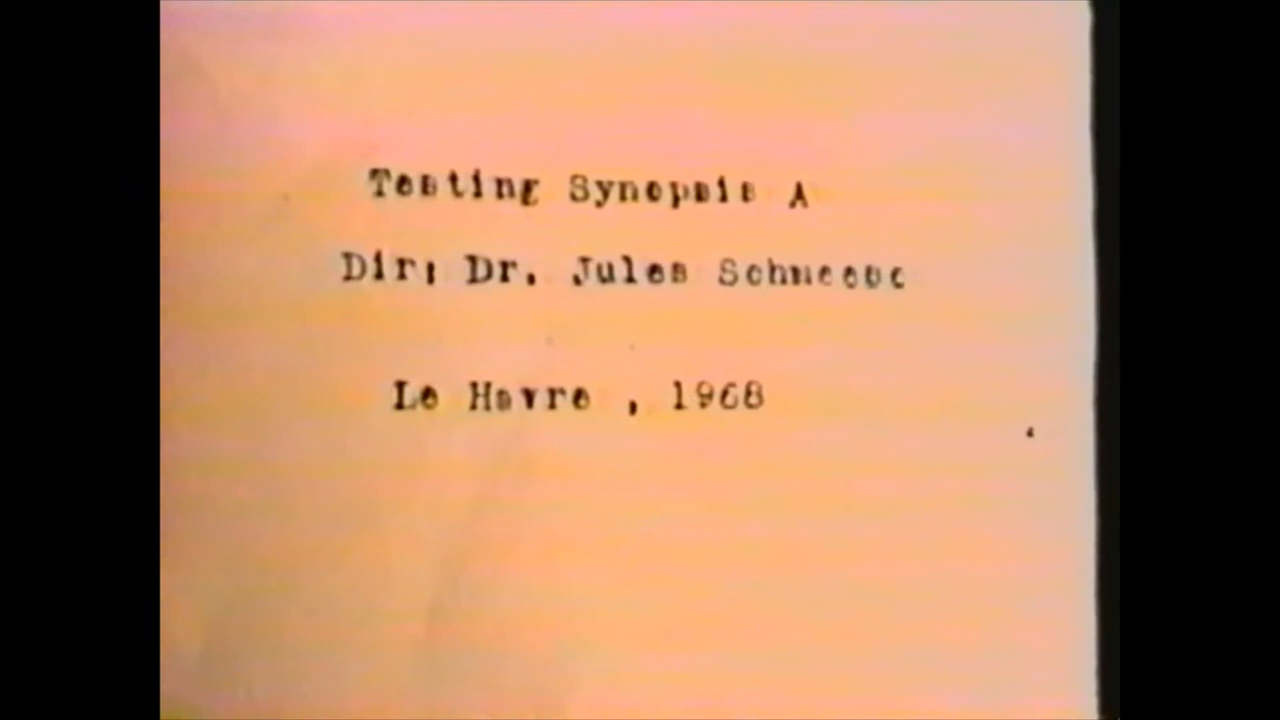 Testing Synopsis A
Dir: Dr. Jules
Le Havre , 1968